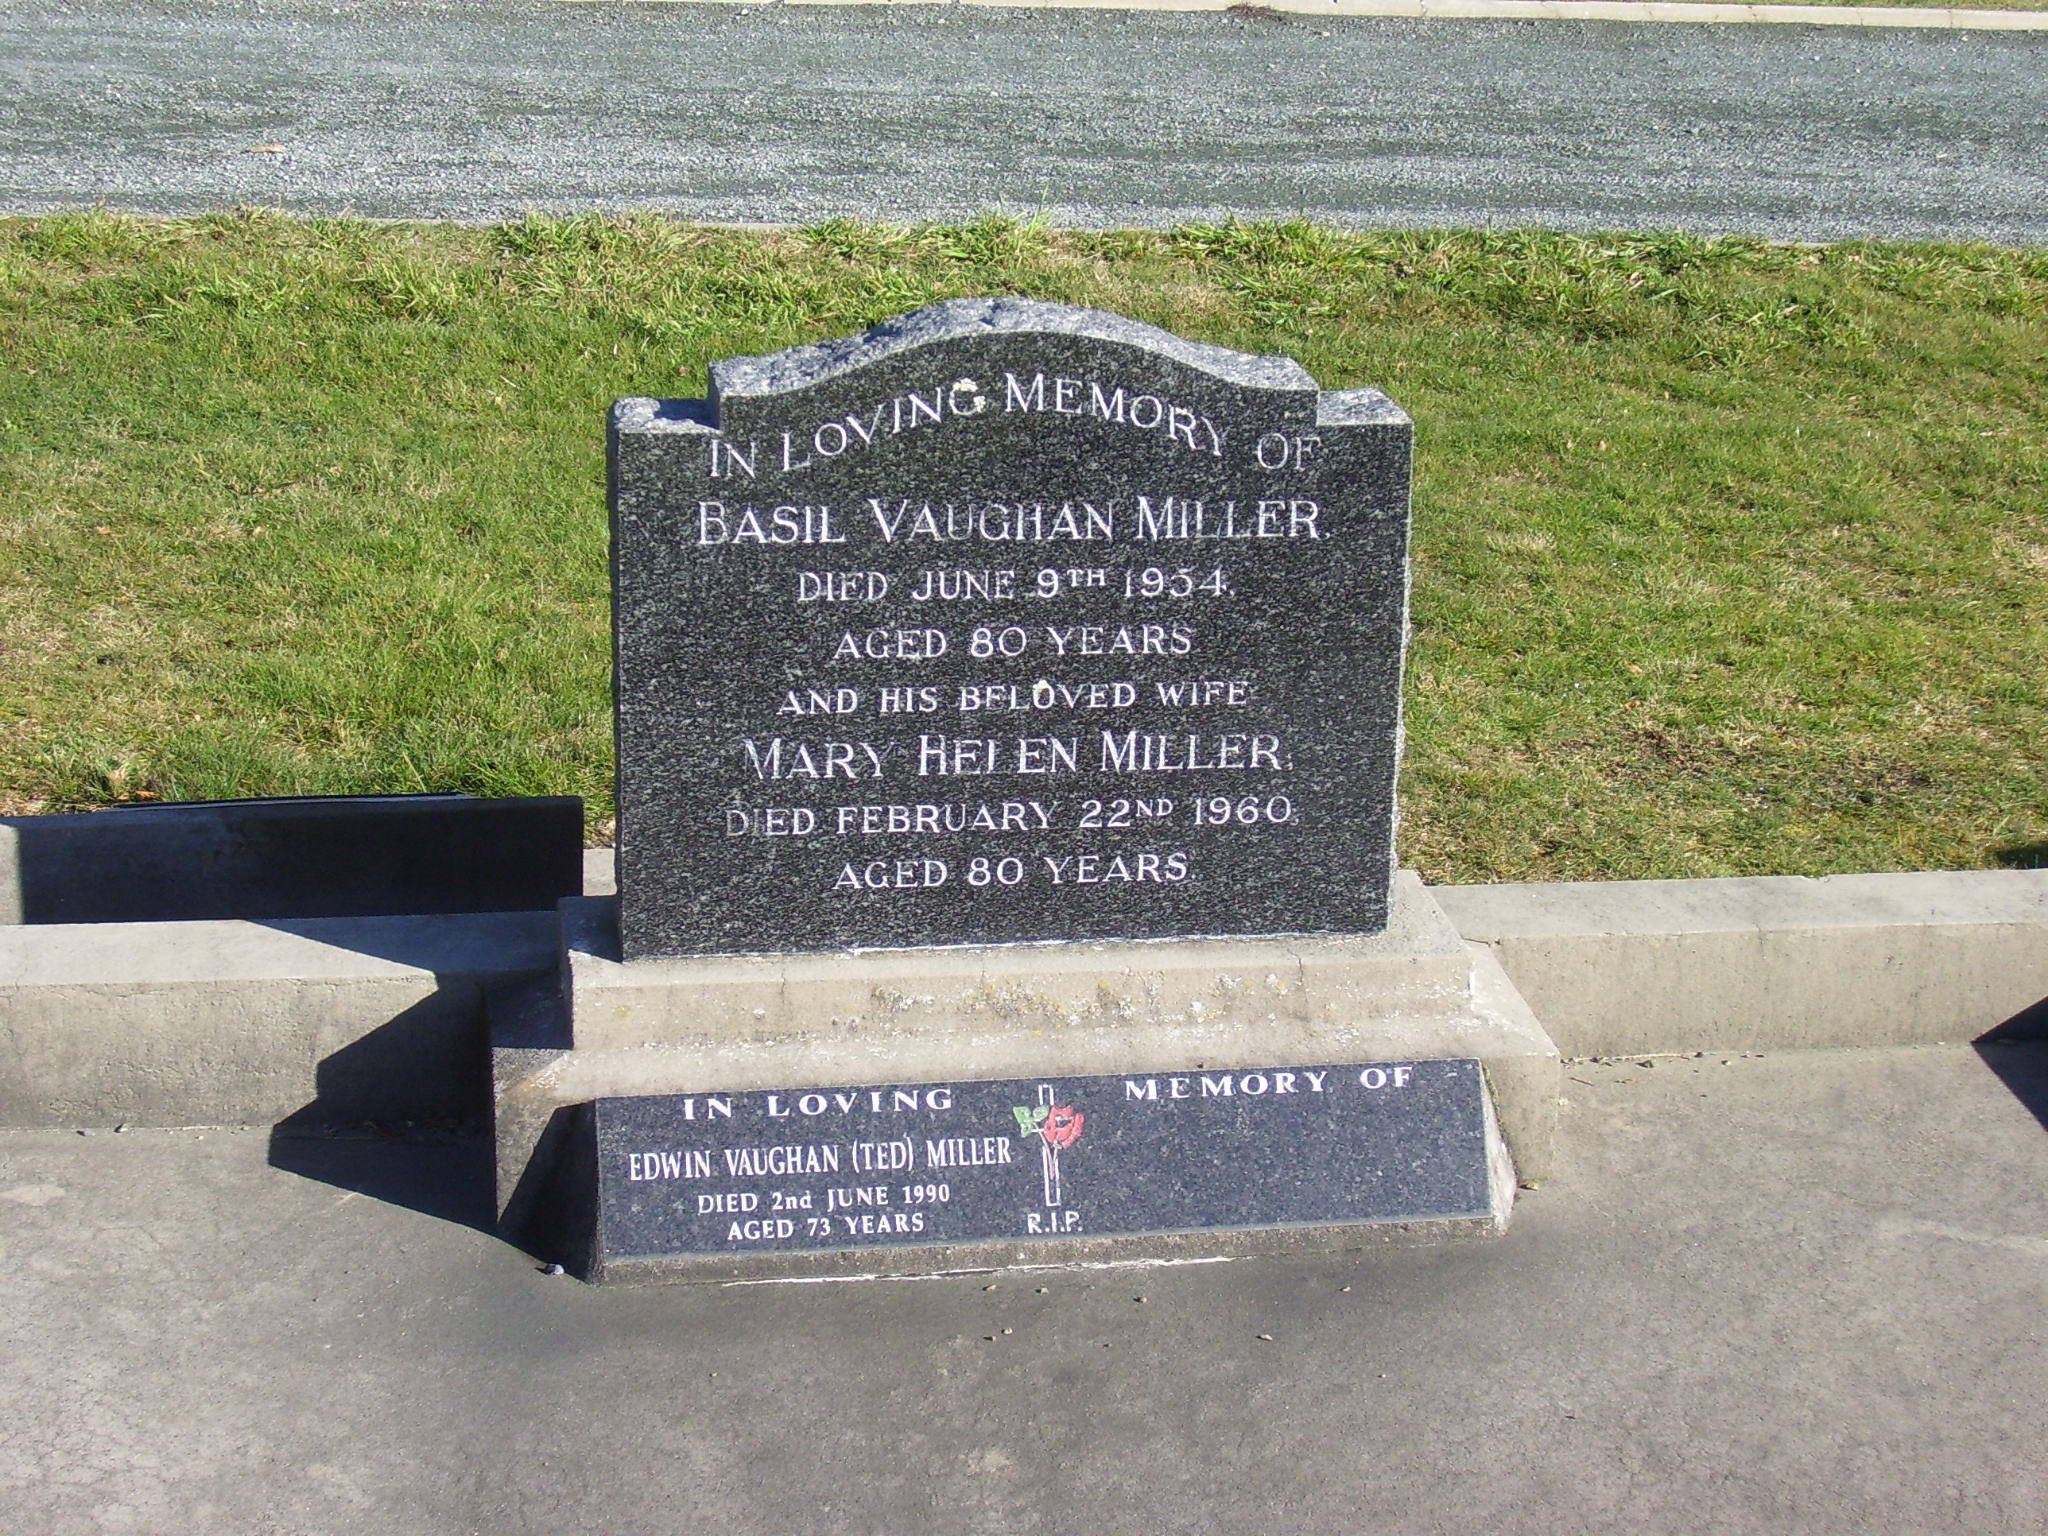 IN LOVING MEMORY OF
BASIL VAUGHAN MILLER.
DIED JUNE 9TH 1954.
AGED 80 YEARS
AND HIS BELOVED WIFE
MARY HELEN MILLER.
DIED FEBRUARY 22ND 1960
AGED 80 YEARS.
IN LOVING MEMORY OF
EDWIN VAUGHAN (TED) MILLER
DIED 2nd JUNE 1990
AGED 73 YEARS
R.I.P.